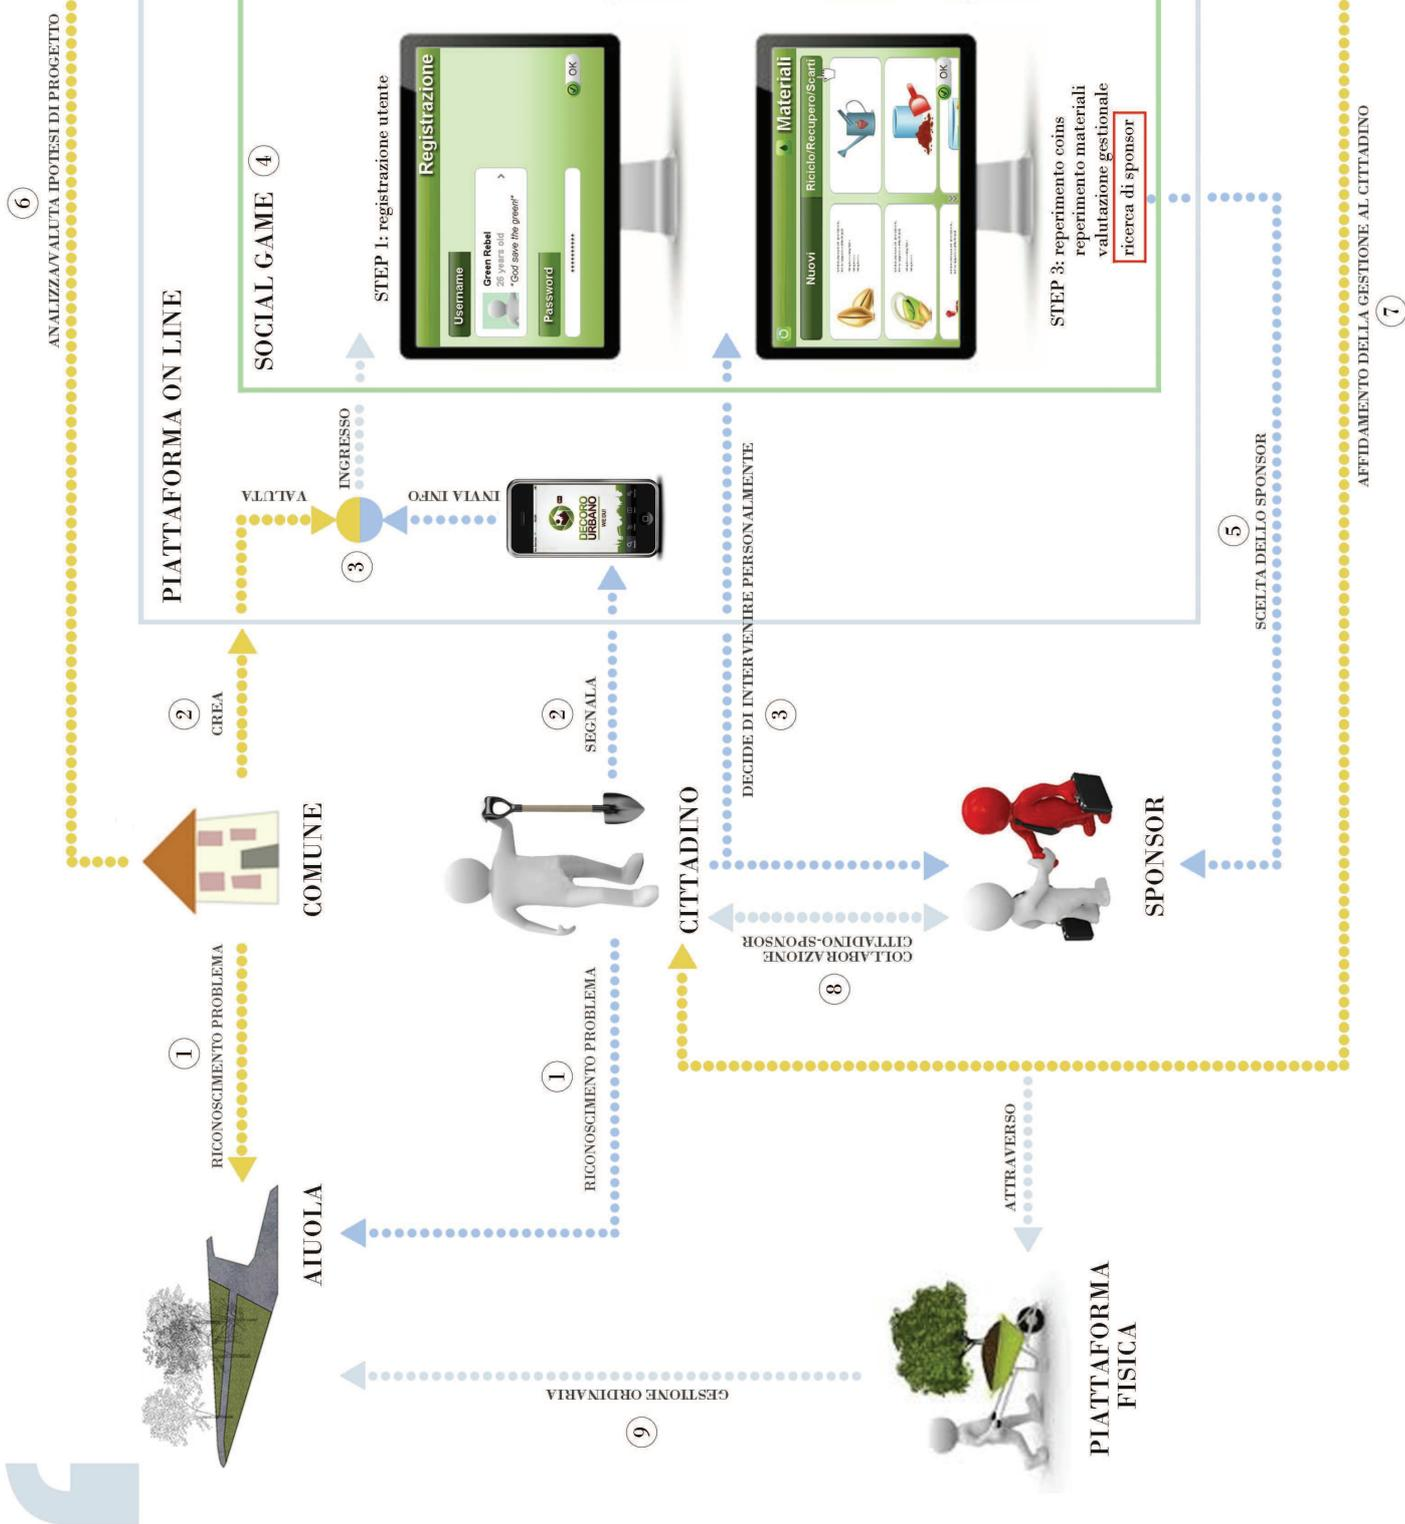 6
ANALIZZA/VALUTA IPOTESI DI PROGETTO
PIATTAFORMA ON LINE
SOCIAL GAME
4
STEP 1: registrazione utente
Registrazione
Username
Green Rebel
26 years old
"God save the green!"
Password
************
OK
Materiali
Nuovi
Riciclo/Recupero/Scarti
OK
STEP 3: reperimento coins
reperimento materiali
valutazione gestionale
ricerca di sponsor
VALUTA
INGRESSO
3
INVIA INFO
DECORO
URBANO
2
CREA
COMUNE
1
RICONOSCIMENTO PROBLEMA
AIUOLA
2
SEGNALA
CITTADINO
1
RICONOSCIMENTO PROBLEMA
DECIDE DI INTERVENIRE PERSONALMENTE
3
COLLABORAZIONE
CITTADINO-SPONSOR
8
SPONSOR
5
SCELTA DELLO SPONSOR
AFFIDAMENTO DELLA GESTIONE AL CITTADINO
7
ATTRAVERSO
PIATTAFORMA
FISICA
GESTIONE ORDINARIA
9